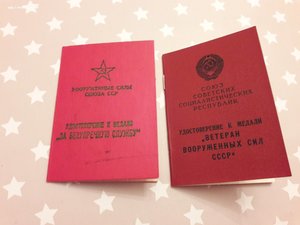 ВООРУЖЕННЫЕ СИЛЫ
СОЮЗА ССР
УДОСТОВЕРЕНИЕ К МЕДАЛИ
„ЗА БЕЗУПРЕЧНУЮ СЛУЖБУ"
СОЮЗ
СОВЕТСКИХ
СОЦИАЛИСТИЧЕСКИХ
РЕСПУБЛИК
УДОСТОВЕРЕНИЕ К МЕДАЛИ
"ВЕТЕРАН
ВООРУЖЕННЫХ СИЛ
СССР"